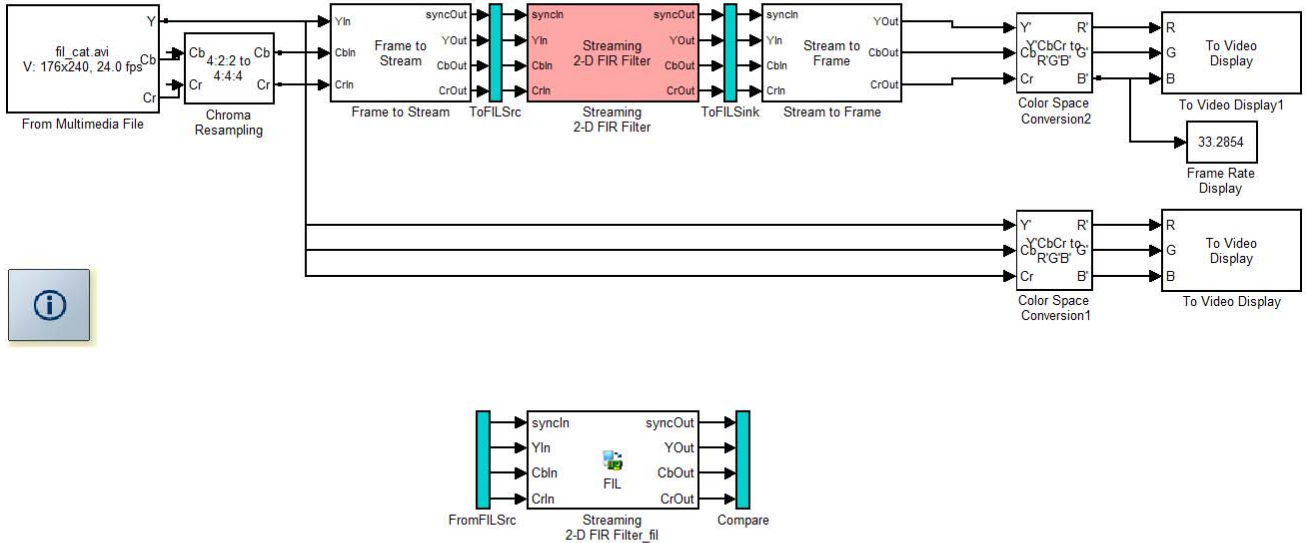 fil_cat.avi
V: 176x240, 24.0 fps
Y
Cb
Cr
From Multimedia File
Cb
Cr
4:2:2 to
4:4:4
Cb
Cr
Chroma
Resampling
YIn
CbIn
CrIn
Frame to
Stream
syncOut
YOut
CbOut
CrOut
Frame to Stream
ToFILSrc
syncIn
YIn
CbIn
CrIn
Streaming
2-D FIR Filter
syncOut
YOut
CbOut
CrOut
Streaming
2-D FIR Filter
ToFILSink
syncIn
YIn
CbIn
CrIn
Stream to
Frame
YOut
CbOut
CrOut
Stream to Frame
Y'
Cb
Cr
Y'CbCr to
R'G'B'
R'
G'
B'
Color Space
Conversion2
R
G
B
To Video
Display
To Video Display1
33.2854
Frame Rate
Display
Y'
Cb
Cr
Y'CbCr to
R'G'B'
R'
G'
B'
Color Space
Conversion1
R
G
B
To Video
Display
To Video Display
FromFILSrc
syncIn
YIn
CbIn
CrIn
FIL
syncOut
YOut
CbOut
CrOut
Streaming
2-D FIR Filter_fil
Compare